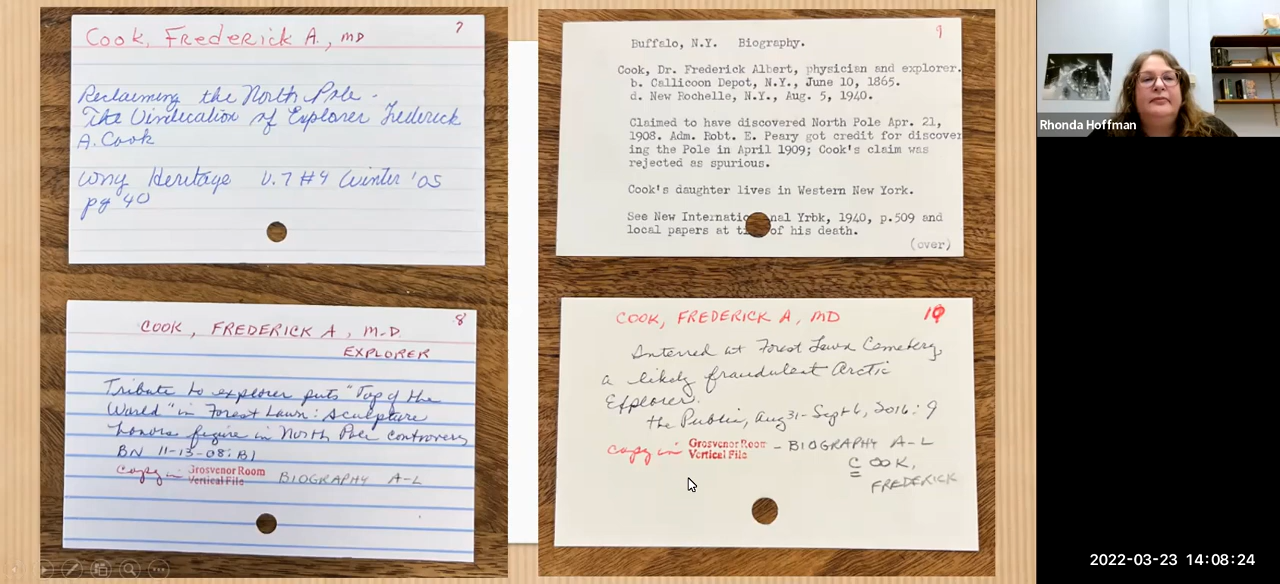 7
Cook, Frederick A., MD
Reclaiming the North Pole -
The Vindication of Explorer Frederick
A. Cook
WNY Heritage V.7 #4 Winter '05
pg 40
8
COOK, FREDERICK A, M.D.
EXPLORER
Tribute to explorer puts "Top of the
World" in Forest Lawn: Sculpture
honors figure in North Pole controversy
BN 11-13-08: B1
copy in Grosvenor Room
Vertical File BIOGRAPHY A-L
9
Buffalo, N.Y. Biography.
Cook, Dr. Frederick Albert, physician and explorer.
b. Callicoon Depot, N.Y., June 10, 1865.
d. New Rochelle, N.Y., Aug. 5, 1940.
Claimed to have discovered North Pole Apr. 21,
1908. Adm. Robt. E. Peary got credit for discover
ing the Pole in April 1909; Cook's claim was
rejected as spurious.
Cook's daughter lives in Western New York.
See New Internatio nal Yrbk, 1940, p.509 and
local papers at ti of his death.
(over)
10
COOK, FREDERICK A, MD
Interred at Forest Lawn Cemetery,
a likely fraudulent Arctic
Explorer.
the Public, Aug 31-Sept 6, 2016: 9
copy in Grosvenor Room
Vertical File - BIOGRAPHY A-L
COOK,
FREDERICK
Rhonda Hoffman
2022-03-23 14:08:24